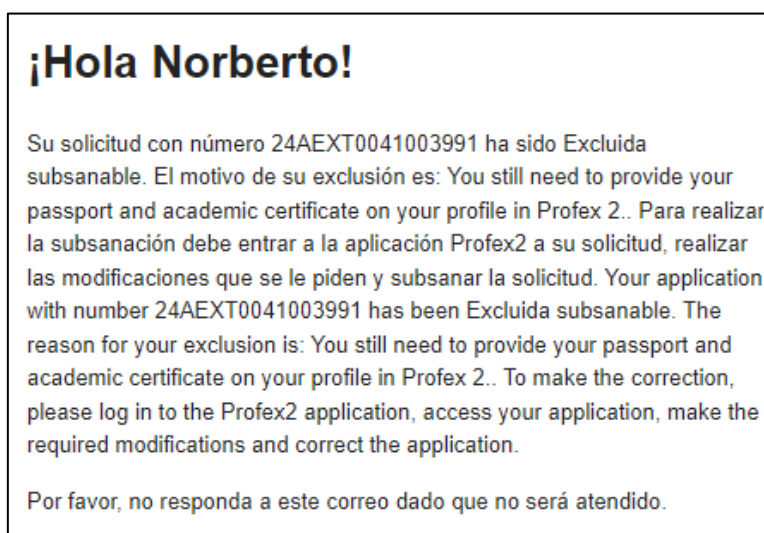 ¡Hola Norberto!
Su solicitud con número 24AEXT0041003991 ha sido Excluida
subsanable. El motivo de su exclusión es: You still need to provide your
passport and academic certificate on your profile in Profex 2.. Para realizar
la subsanación debe entrar a la aplicación Profex2 a su solicitud, realizar
las modificaciones que se le piden y subsanar la solicitud. Your application
with number 24AEXT0041003991 has been Excluida subsanable. The
reason for your exclusion is: You still need to provide your passport and
academic certificate on your profile in Profex 2.. To make the correction,
please log in to the Profex2 application, access your application, make the
required modifications and correct the application.
Por favor, no responda a este correo dado que no será atendido.